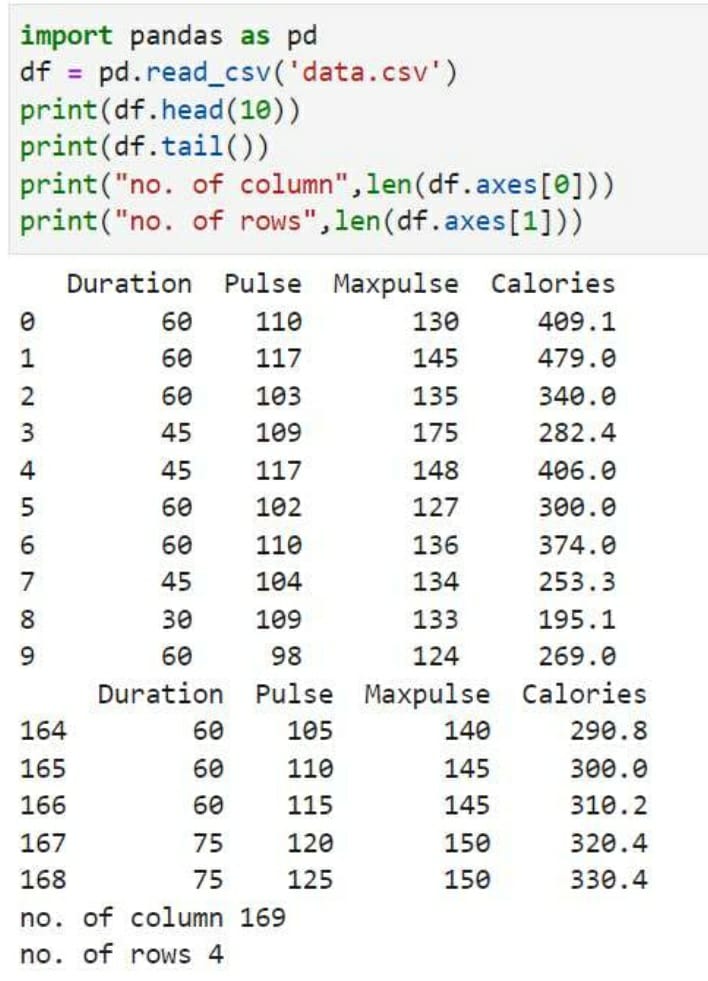 import pandas as pd
df = pd.read_csv('data.csv')
print(df.head(10))
print(df.tail())
print("no. of column",len(df.axes[0]))
print("no. of rows",len(df.axes[1]))
Duration Pulse Maxpulse Calories
0 60 110 130 409.1
1 60 117 145 479.0
2 60 103 135 340.0
3 45 109 175 282.4
4 45 117 148 406.0
5 60 102 127 300.0
6 60 110 136 374.0
7 45 104 134 253.3
8 30 109 133 195.1
9 60 98 124 269.0
Duration Pulse Maxpulse Calories
164 60 105 140 290.8
165 60 110 145 300.0
166 60 115 145 310.2
167 75 120 150 320.4
168 75 125 150 330.4
no. of column 169
no. of rows 4